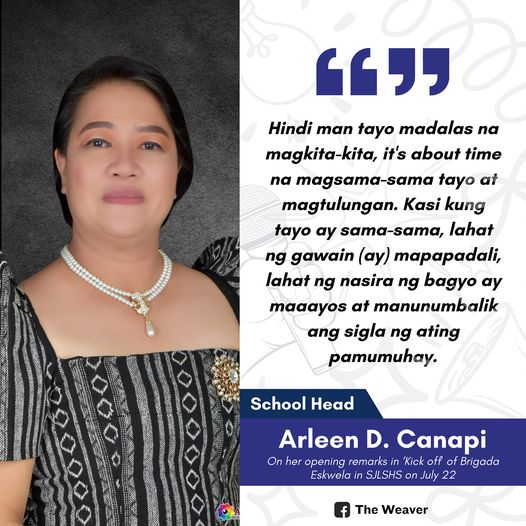 Hindi man tayo madalas na
magkita-kita, it's about time
na magsama-sama tayo at
magtulungan. Kasi kung
tayo ay sama-sama, lahat
ng gawain (ay) mapapadali,
lahat ng nasira ng bagyo ay
maaayos at manunumbalik
ang sigla ng ating
pamumuhay.
School Head
Arleen D. Canapi
On her opening remarks in 'Kick off' of Brigada
Eskwela in SJLSHS on July 22
The Weaver